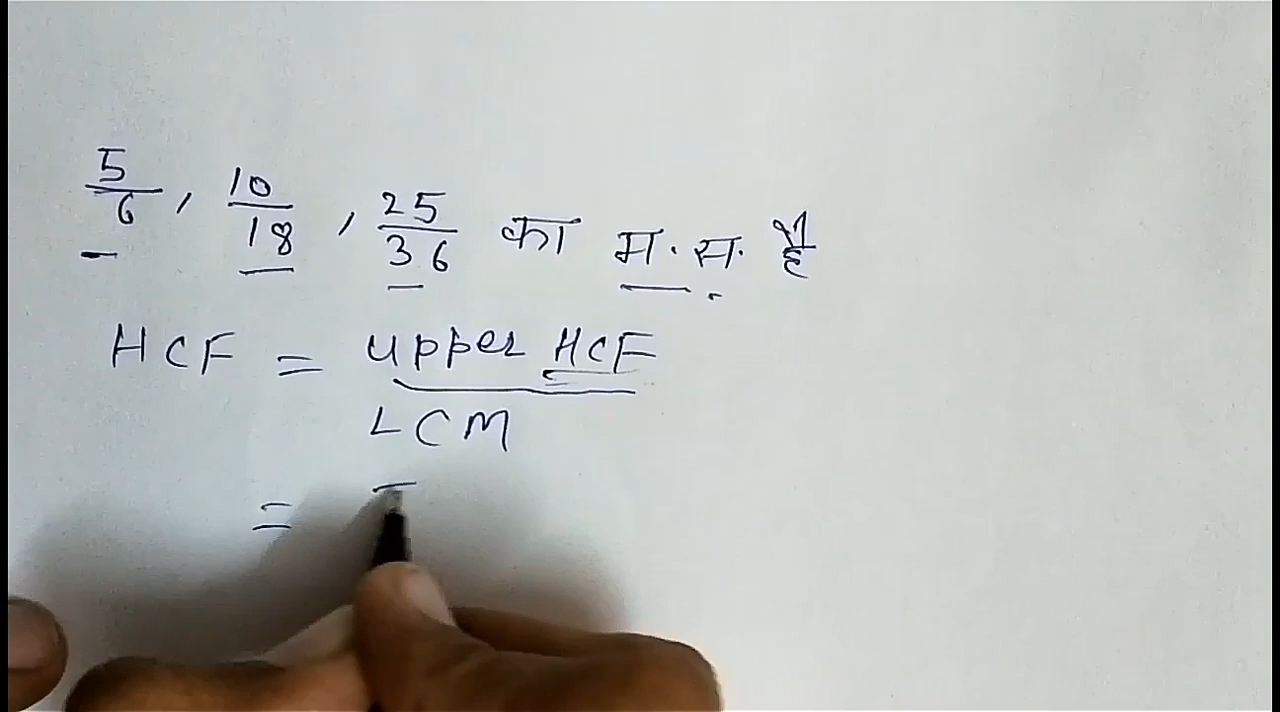 5/6, 10/18, 25/36 का म. स. है
HCF = upper HCF
LCM
=